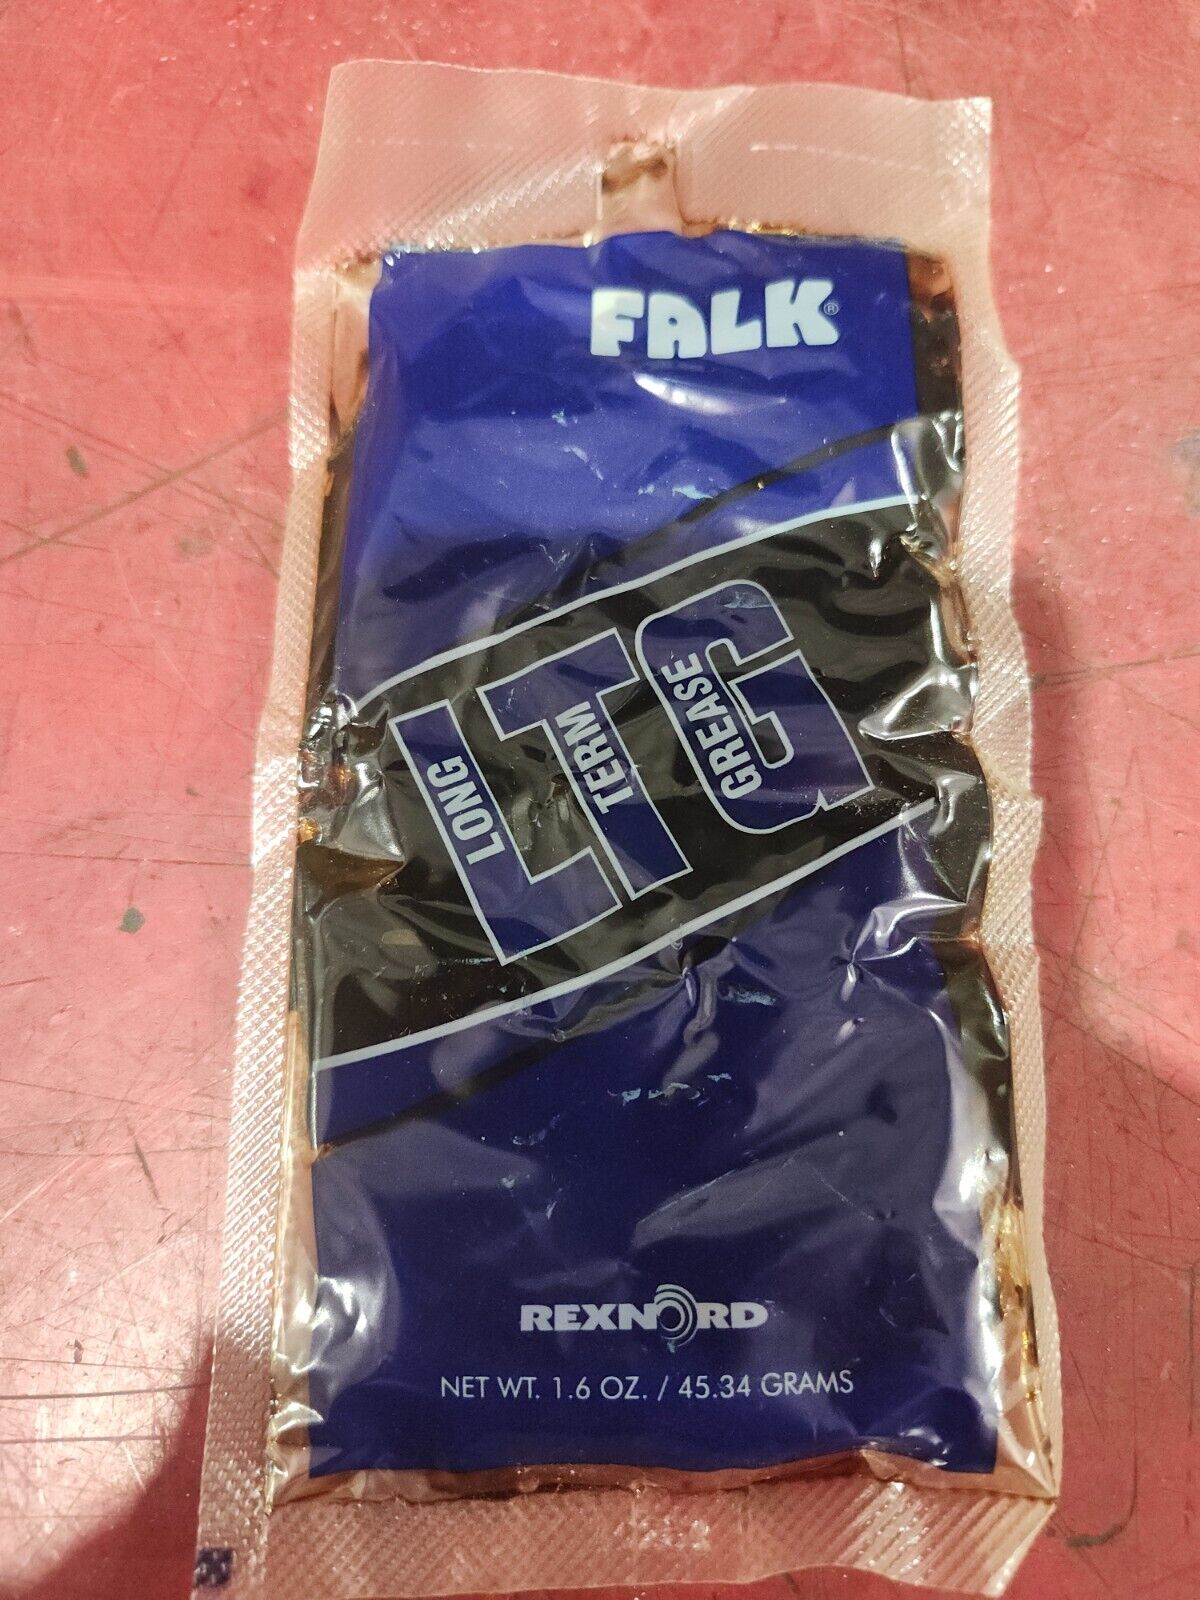 FALK®
LTG
LONG
TERM
GREASE
REXNORD
NET WT. 1.6 OZ. / 45.34 GRAMS